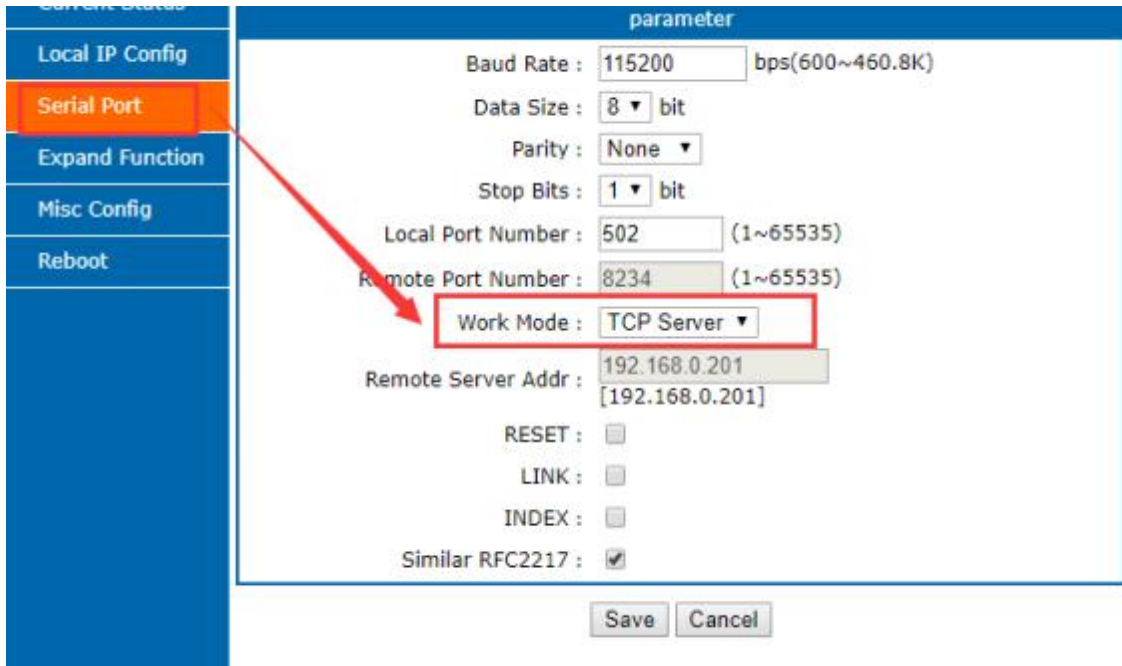 Current Status
Local IP Config
Serial Port
Expand Function
Misc Config
Reboot
parameter
Baud Rate : 115200 bps(600~460.8K)
Data Size : 8 bit
Parity : None
Stop Bits : 1 bit
Local Port Number : 502 (1~65535)
Remote Port Number : 8234 (1~65535)
Work Mode : TCP Server
Remote Server Addr : 192.168.0.201
[192.168.0.201]
RESET :
LINK :
INDEX :
Similar RFC2217 :
Save Cancel